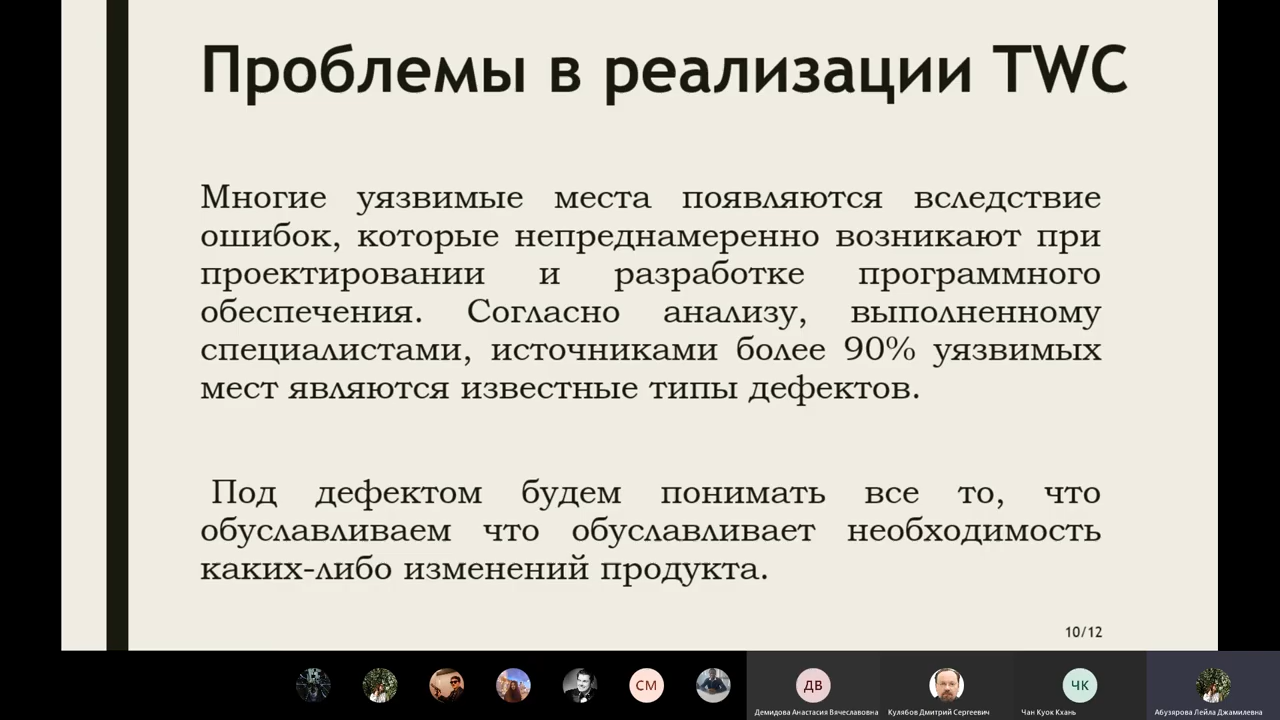 Проблемы в реализации TWC
Многие уязвимые места появляются вследствие
ошибок, которые непреднамеренно возникают при
проектировании и разработке программного
обеспечения. Согласно анализу, выполненному
специалистами, источниками более 90% уязвимых
мест являются известные типы дефектов.
Под дефектом будем понимать все то, что
обуславливаем что обуславливает необходимость
каких-либо изменений продукта.
10/12
СМ
ДВ
ЧК
Демидова Анастасия Вячеславовна
Кулябов Дмитрий Сергеевич
Чан Куок Кхань
Абузярова Лейла Джамилевна